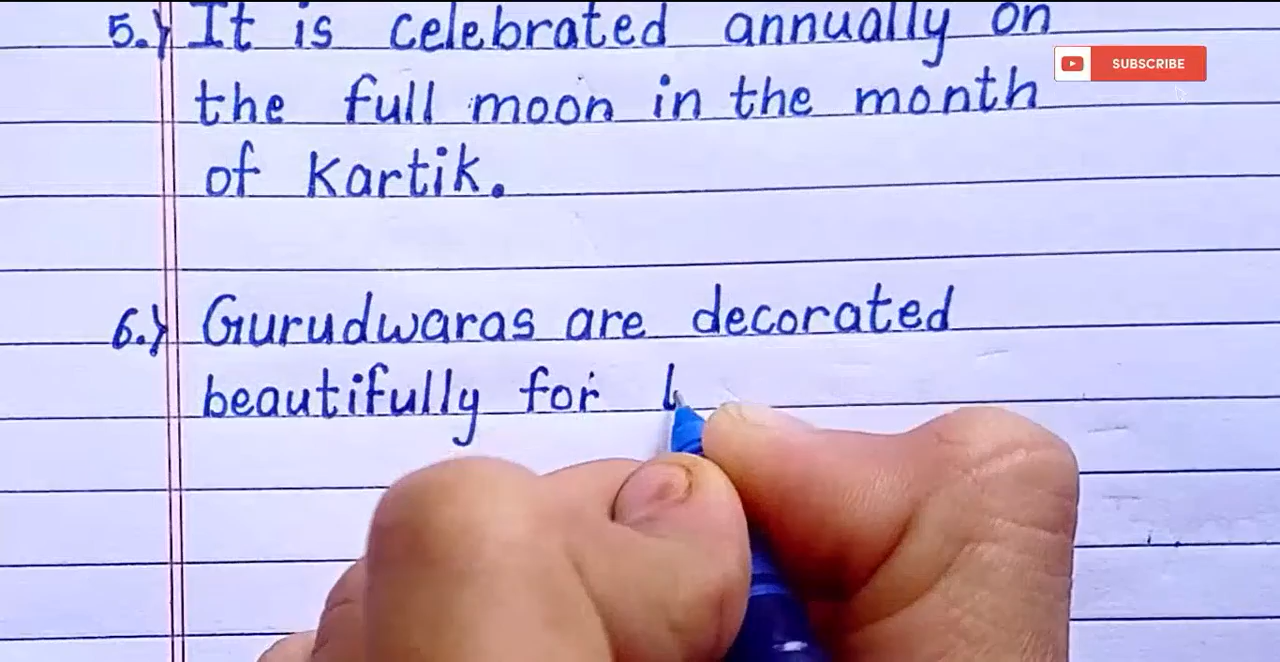 5.) It is celebrated annually on
SUBSCRIBE
the full moon in the month
of Kartik.
6.) Gurudwaras are decorated
beautifully for